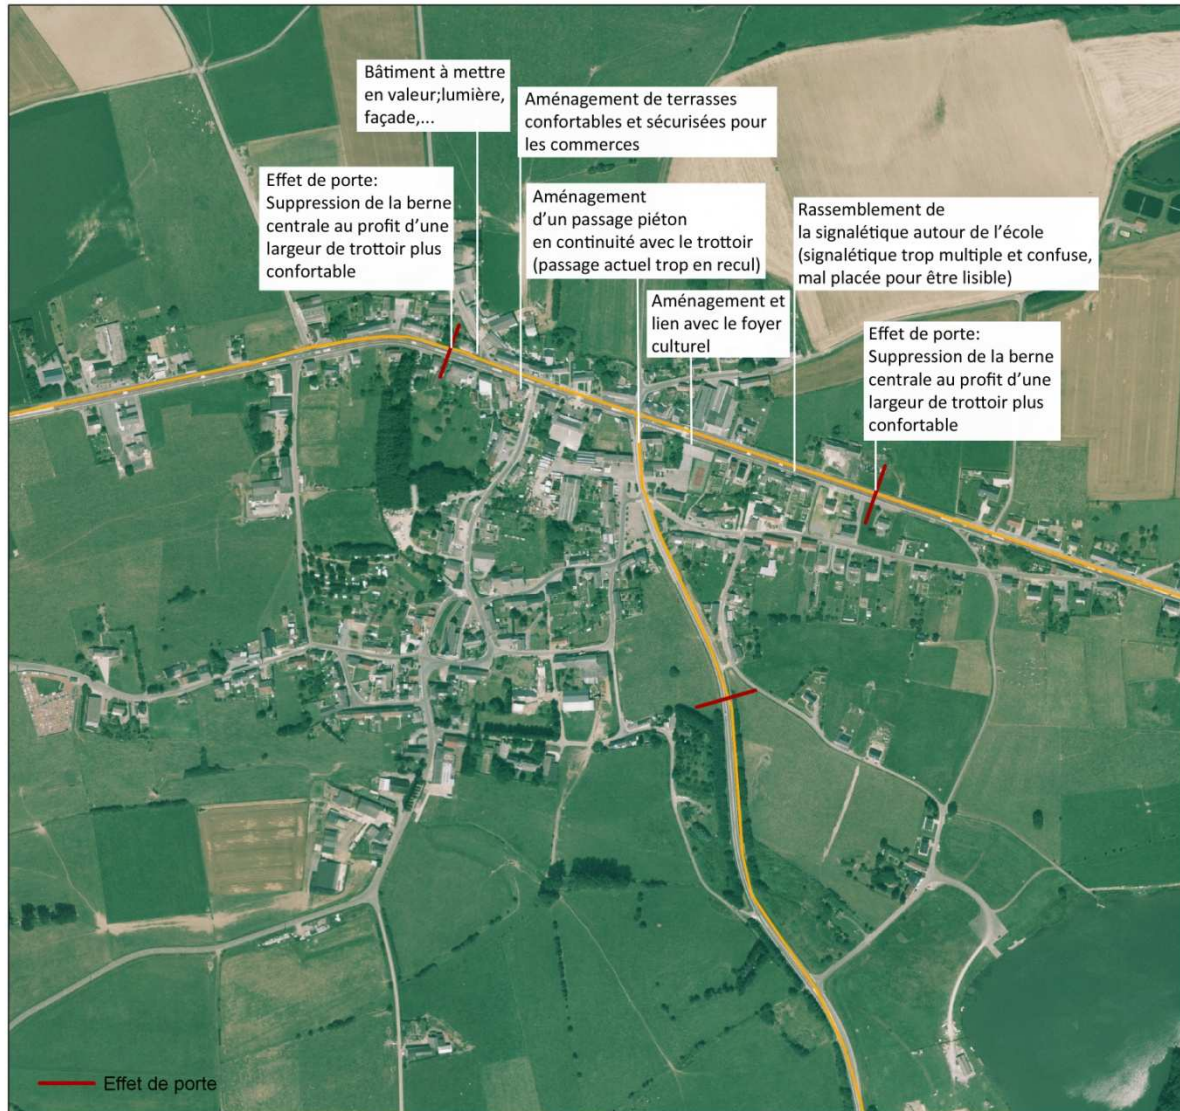 Bâtiment à mettre
en valeur;lumière,
façade,...
Aménagement de terrasses
confortables et sécurisées pour
les commerces
Effet de porte:
Suppression de la berne
centrale au profit d'une
largeur de trottoir plus
confortable
Aménagement
d'un passage piéton
en continuité avec le trottoir
(passage actuel trop en recul)
Rassemblement de
la signalétique autour de l'école
(signalétique trop multiple et confuse,
mal placée pour être lisible)
Aménagement et
lien avec le foyer
culturel
Effet de porte:
Suppression de la berne
centrale au profit d'une
largeur de trottoir plus
confortable
Effet de porte